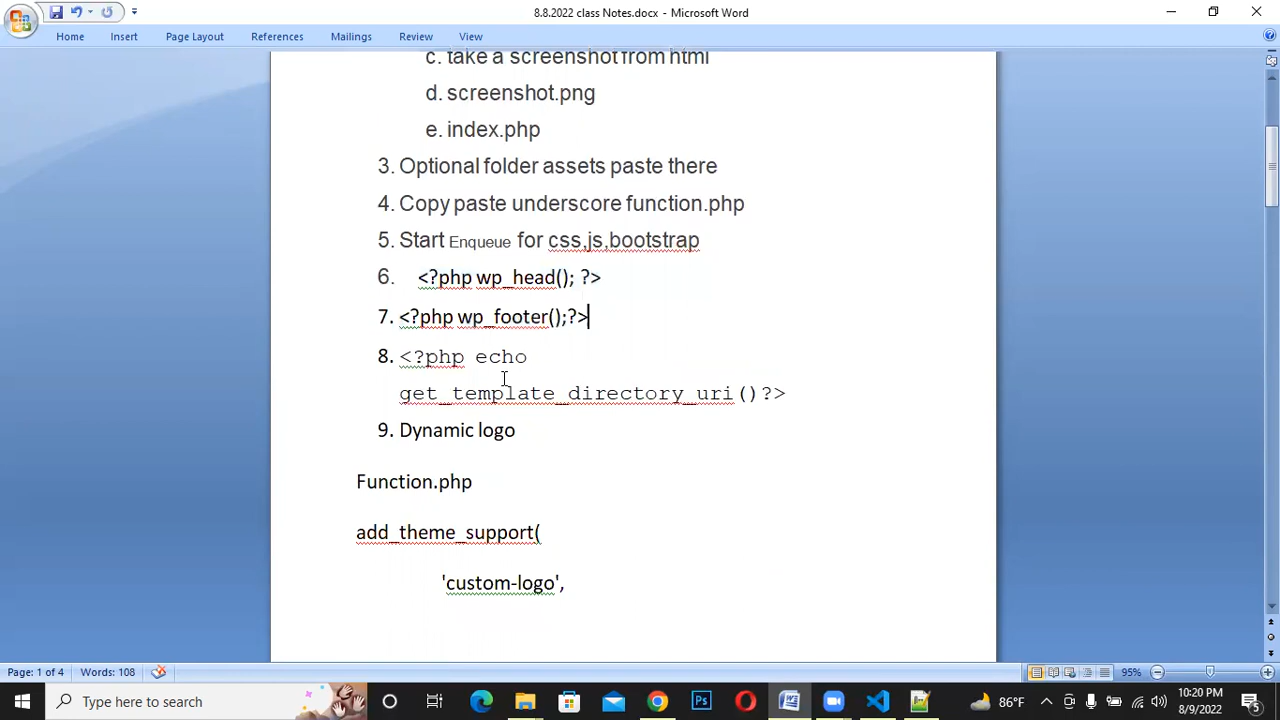 8.8.2022 class Notes.docx - Microsoft Word
Home Insert Page Layout References Mailings Review View
c. take a screenshot from html
d. screenshot.png
e. index.php
3. Optional folder assets paste there
4. Copy paste underscore function.php
5. Start Enqueue for css,js,bootstrap
6. <?php wp_head(); ?>
7. <?php wp_footer();?>
8. <?php echo
get_template_directory_uri()?>
9. Dynamic logo
Function.php
add_theme_support(
'custom-logo',
Page: 1 of 4 Words: 108 95%
Type here to search 86°F 10:20 PM
8/9/2022 5